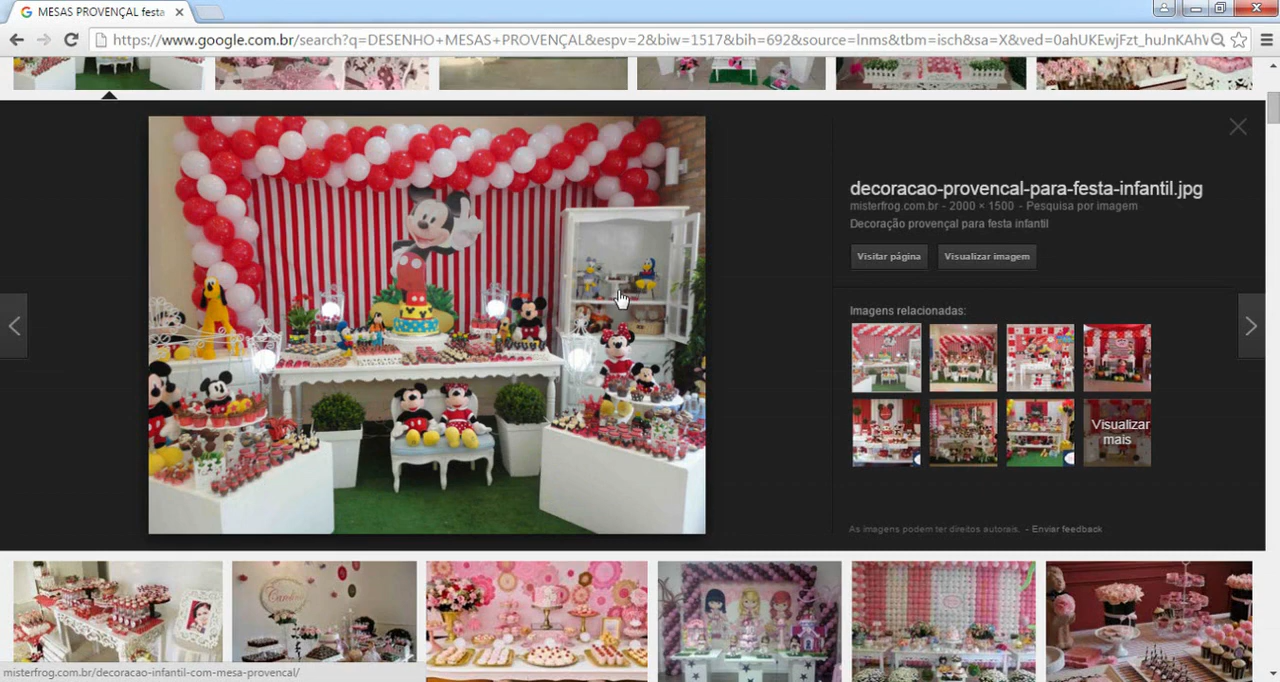 MESAS PROVENÇAL festa
https://www.google.com.br/search?q=DESENHO+MESAS+PROVENÇAL&espv=2&biw=1517&bih=692&source=lnms&tbm=isch&sa=X&ved=0ahUKEwjFzt_huJnKAhV
decoracao-provencal-para-festa-infantil.jpg
misterfrog.com.br - 2000 × 1500 - Pesquisa por imagem
Decoração provençal para festa infantil
Visitar página
Visualizar imagem
Imagens relacionadas:
Visualizar
mais
As imagens podem ter direitos autorais. - Enviar feedback
misterfrog.com.br/decoracao-infantil-com-mesa-provencal/